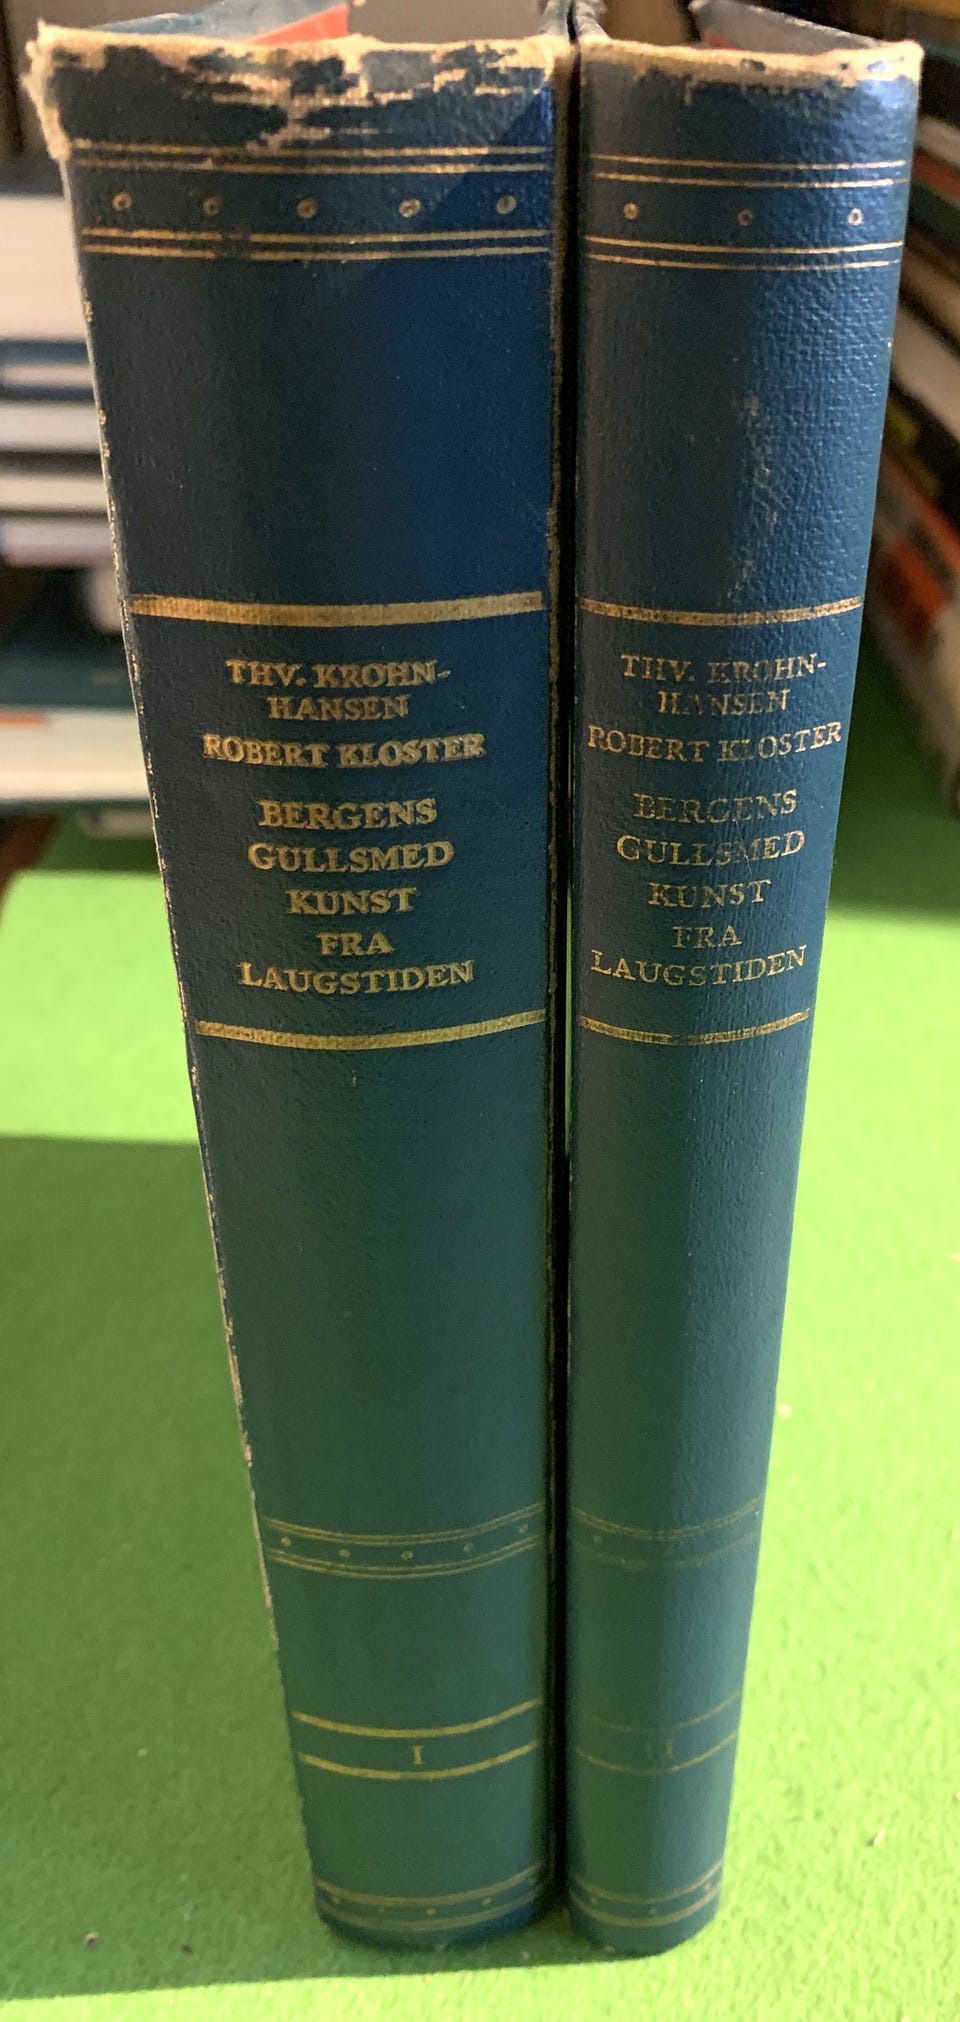 THV. KROHN-
HANSEN
ROBERT KLOSTER
BERGENS
GULLSMED
KUNST
FRA
LAUGSTIDEN
I
THV. KROHN-
HANSEN
ROBERT KLOSTER
BERGENS
GULLSMED
KUNST
FRA
LAUGSTIDEN
II